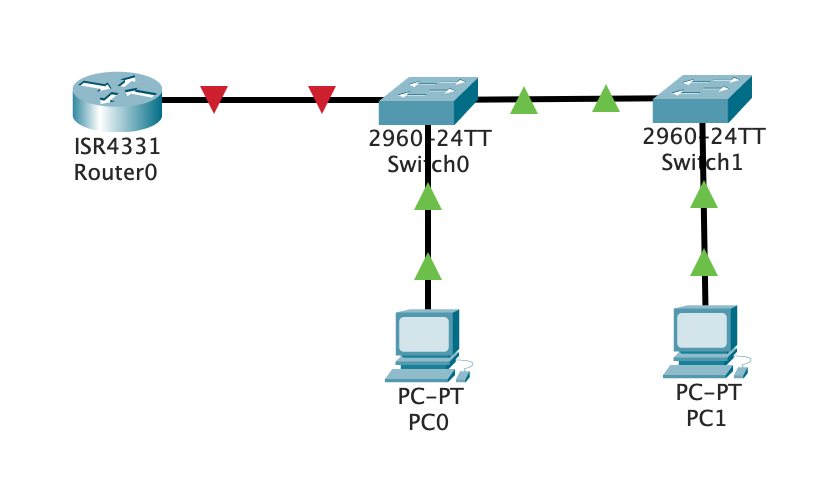 ISR4331
Router0
2960-24TT
Switch0
2960-24TT
Switch1
PC-PT
PC0
PC-PT
PC1